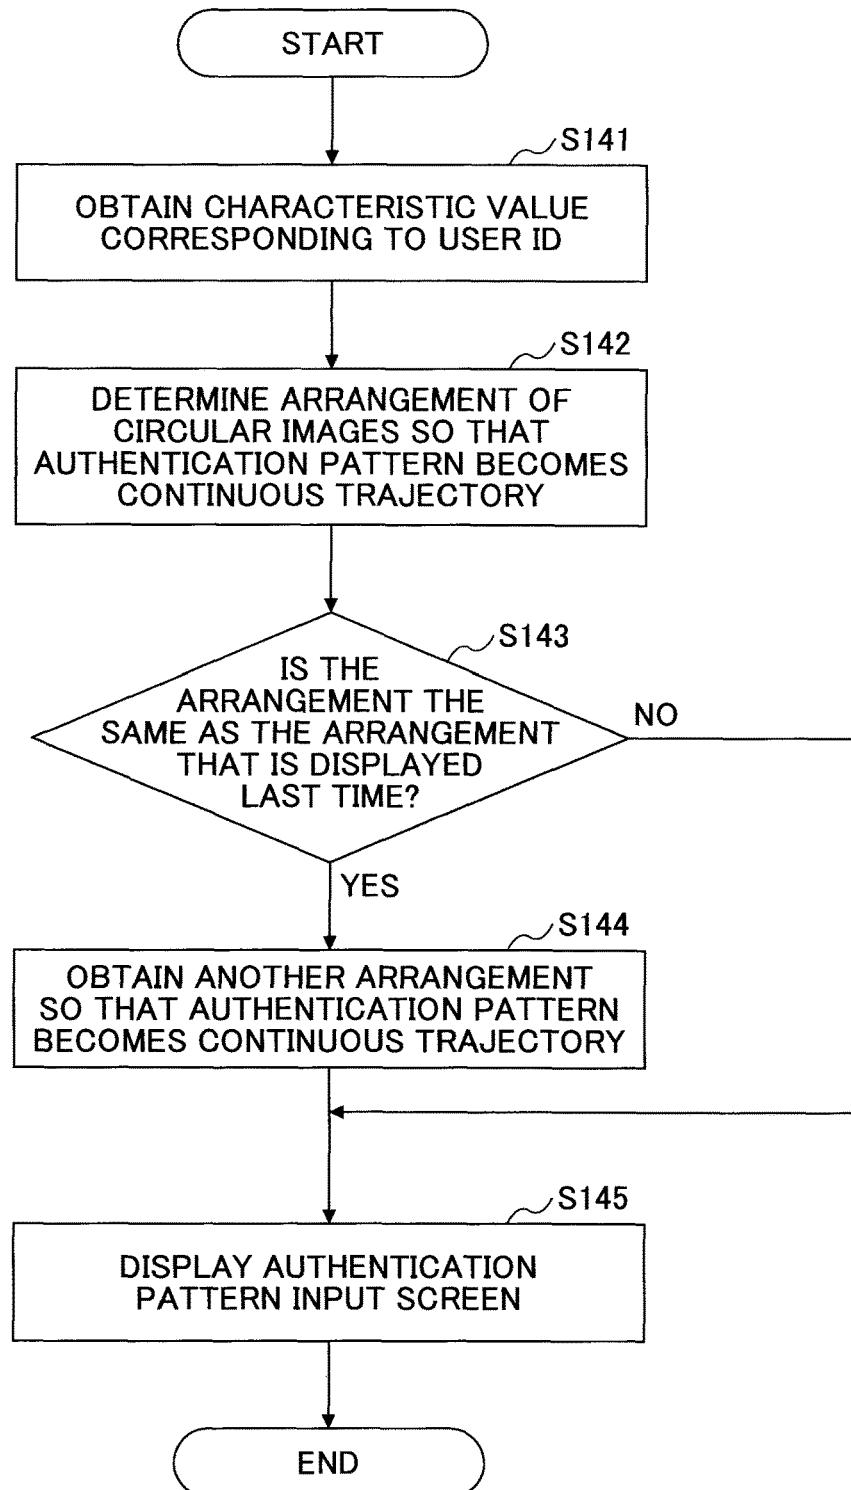 START
S141
OBTAIN CHARACTERISTIC VALUE
CORRESPONDING TO USER ID
S142
DETERMINE ARRANGEMENT OF
CIRCULAR IMAGES SO THAT
AUTHENTICATION PATTERN BECOMES
CONTINUOUS TRAJECTORY
S143
IS THE
ARRANGEMENT THE
SAME AS THE ARRANGEMENT
THAT IS DISPLAYED
LAST TIME?
NO
YES
S144
OBTAIN ANOTHER ARRANGEMENT
SO THAT AUTHENTICATION PATTERN
BECOMES CONTINUOUS TRAJECTORY
S145
DISPLAY AUTHENTICATION
PATTERN INPUT SCREEN
END